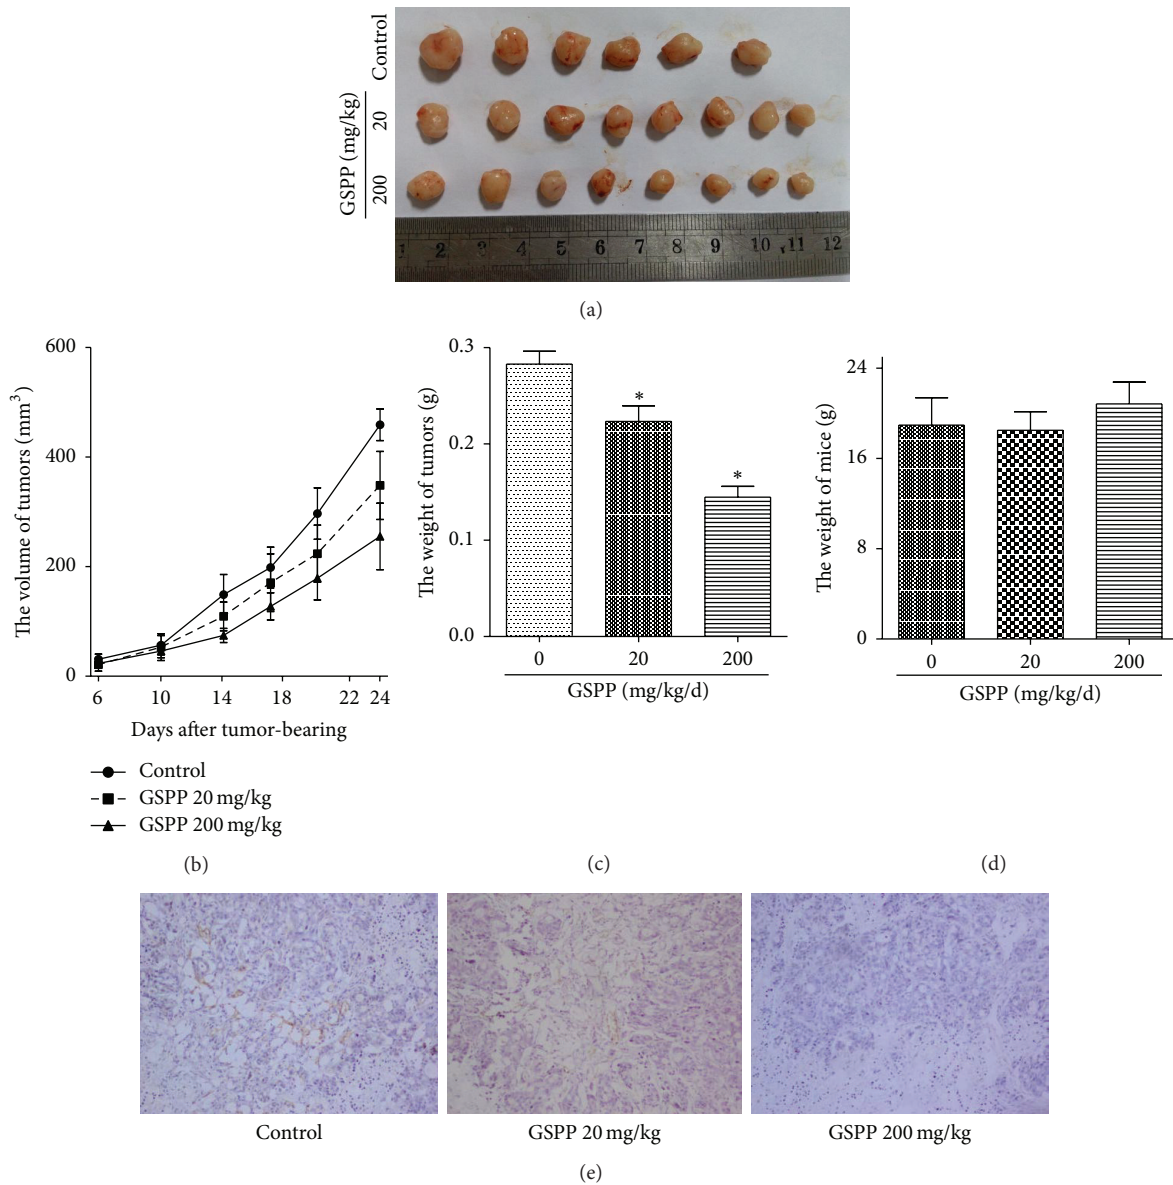 Control
GSPP (mg/kg)
20
200
1 2 3 4 5 6 7 8 9 10 11 12
(a)
The volume of tumors (mm³)
600
400
200
0
6 10 14 18 22 24
Days after tumor-bearing
Control
GSPP 20 mg/kg
GSPP 200 mg/kg
(b)
The weight of tumors (g)
0.3
0.2
0.1
0.0
*
*
0 20 200
GSPP (mg/kg/d)
(c)
The weight of mice (g)
24
16
8
0
0 20 200
GSPP (mg/kg/d)
(d)
Control
GSPP 20 mg/kg
GSPP 200 mg/kg
(e)